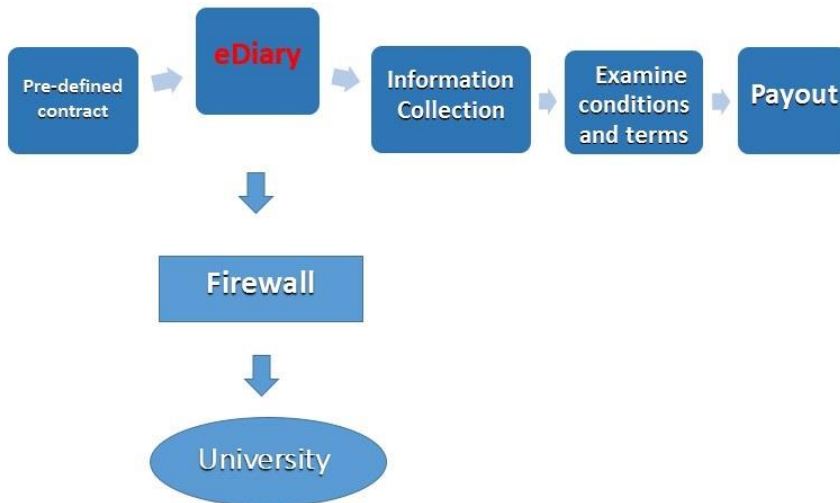 Pre-defined
contract
eDiary
Information
Collection
Examine
conditions
and terms
Payout
Firewall
University